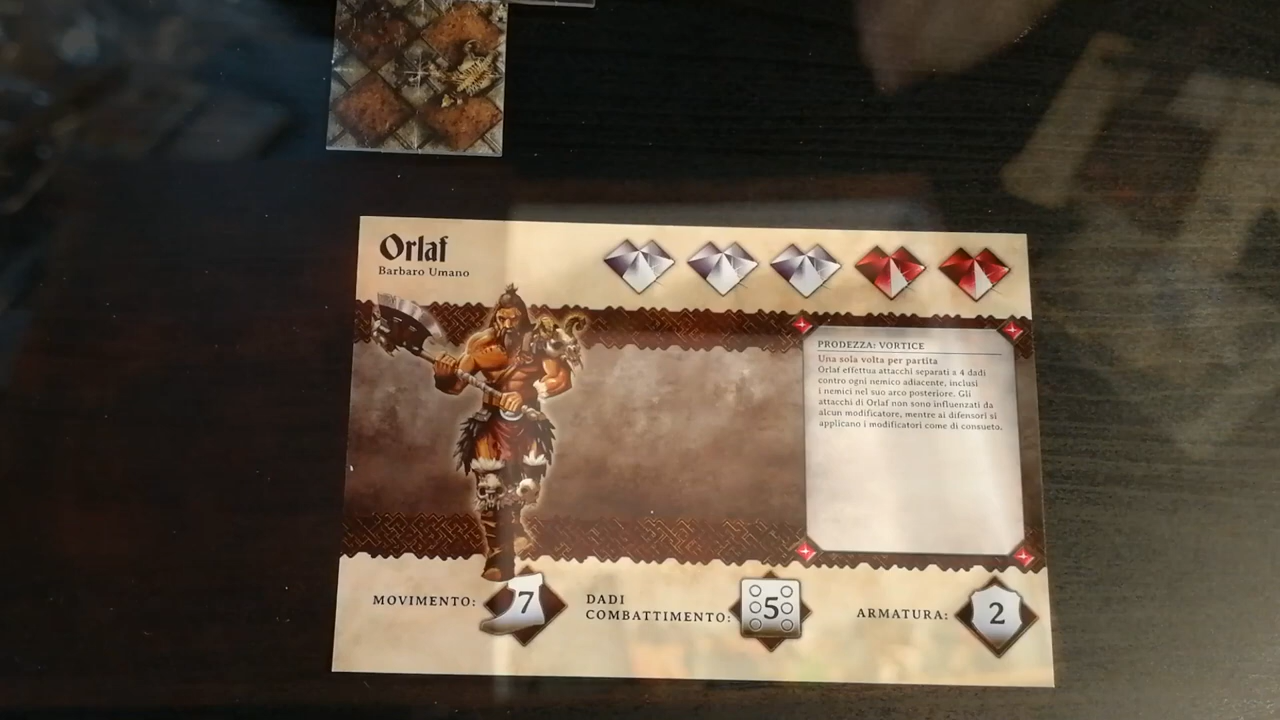 Orlaf
Barbaro Umano
PRODEZZA: VORTICE
Una sola volta per partita
Orlaf effettua attacchi separati a 4 dadi
contro ogni nemico adiacente, inclusi
i nemici nel suo arco posteriore. Gli
attacchi di Orlaf non sono influenzati da
alcun modificatore, mentre ai difensori si
applicano i modificatori come di consueto.
MOVIMENTO: 7
DADI
COMBATTIMENTO: 5
ARMATURA: 2